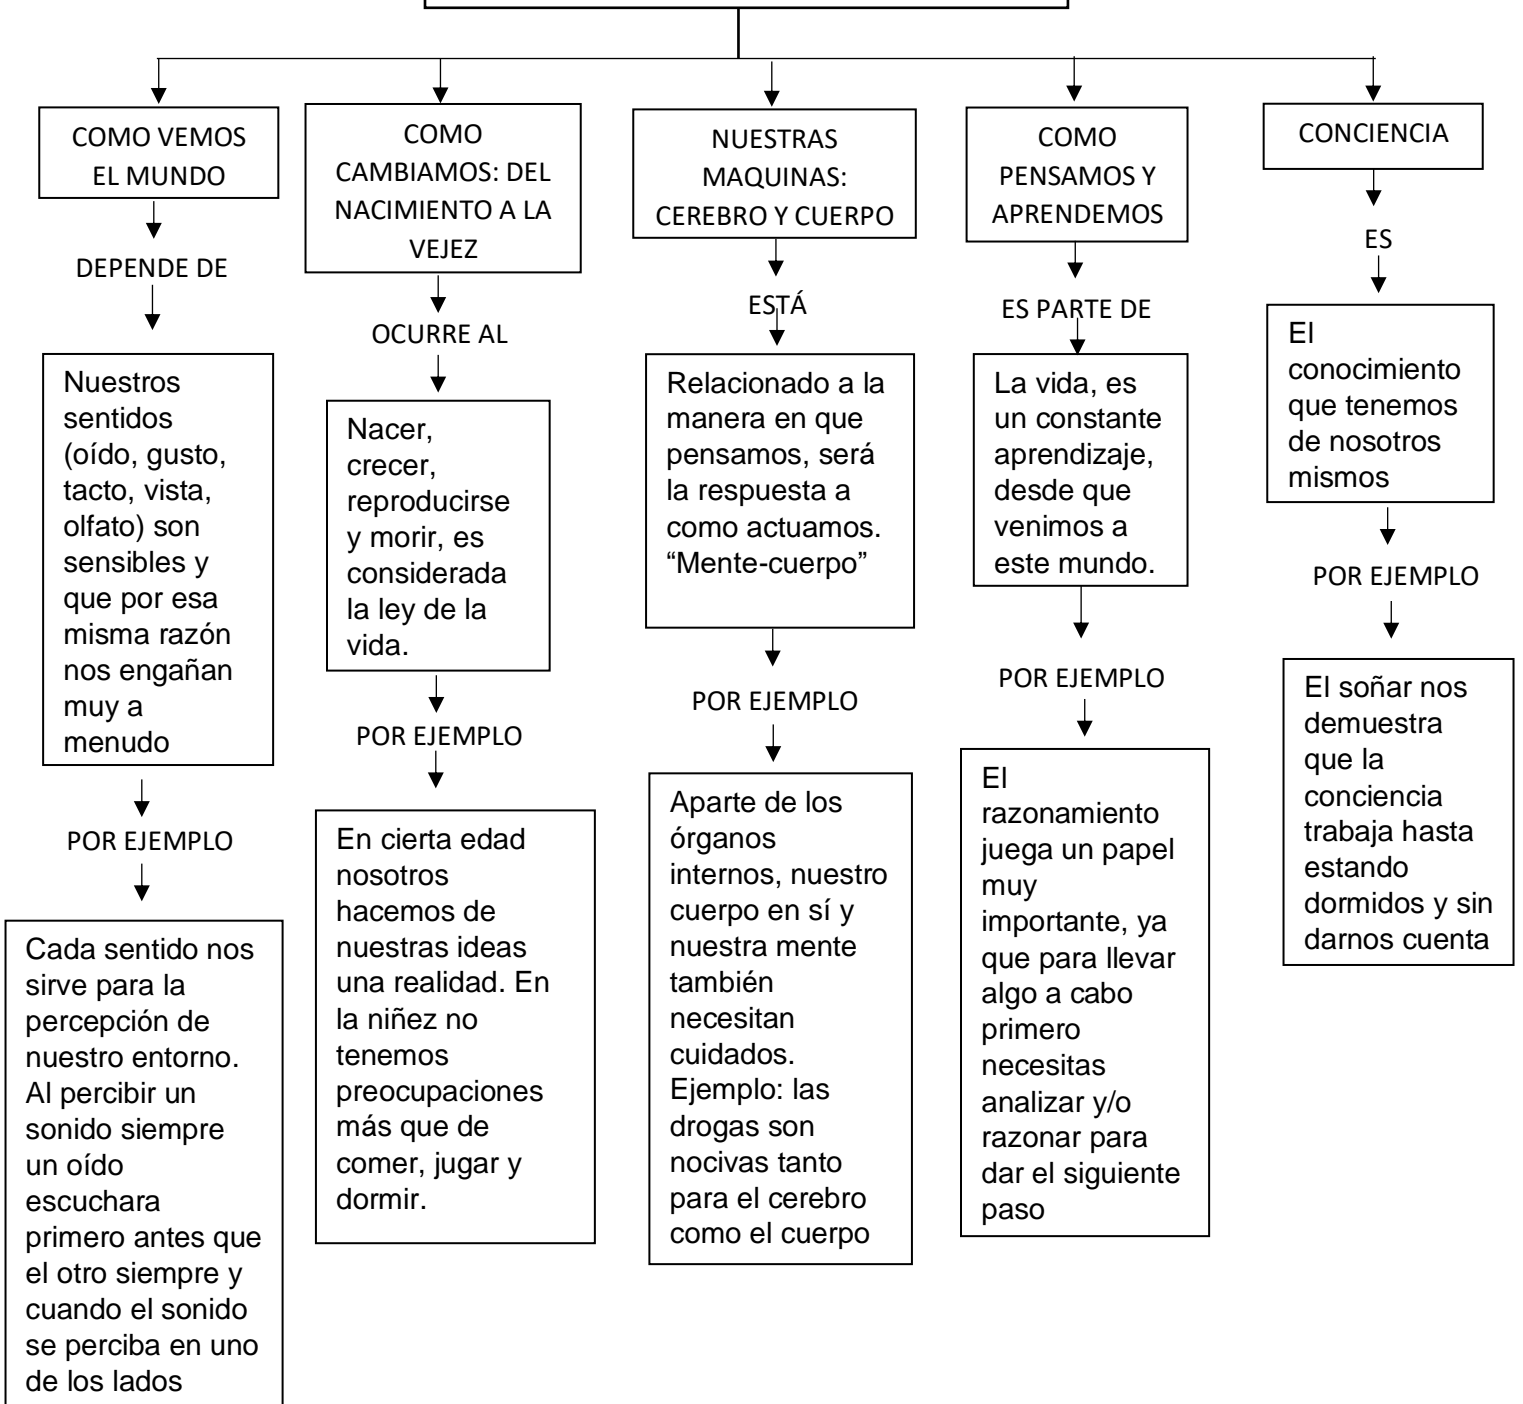 COMO VEMOS
EL MUNDO
DEPENDE DE
Nuestros
sentidos
(oído, gusto,
tacto, vista,
olfato) son
sensibles y
que por esa
misma razón
nos engañan
muy a
menudo
POR EJEMPLO
Cada sentido nos
sirve para la
percepción de
nuestro entorno.
Al percibir un
sonido siempre
un oído
escuchara
primero antes que
el otro siempre y
cuando el sonido
se perciba en uno
de los lados
COMO
CAMBIAMOS: DEL
NACIMIENTO A LA
VEJEZ
OCURRE AL
Nacer,
crecer,
reproducirse
y morir, es
considerada
la ley de la
vida.
POR EJEMPLO
En cierta edad
nosotros
hacemos de
nuestras ideas
una realidad. En
la niñez no
tenemos
preocupaciones
más que de
comer, jugar y
dormir.
NUESTRAS
MAQUINAS:
CEREBRO Y CUERPO
ESTÁ
Relacionado a la
manera en que
pensamos, será
la respuesta a
como actuamos.
“Mente-cuerpo”
POR EJEMPLO
Aparte de los
órganos
internos, nuestro
cuerpo en sí y
nuestra mente
también
necesitan
cuidados.
Ejemplo: las
drogas son
nocivas tanto
para el cerebro
como el cuerpo
COMO
PENSAMOS Y
APRENDEMOS
ES PARTE DE
La vida, es
un constante
aprendizaje,
desde que
venimos a
este mundo.
POR EJEMPLO
El
razonamiento
juega un papel
muy
importante, ya
que para llevar
algo a cabo
primero
necesitas
analizar y/o
razonar para
dar el siguiente
paso
CONCIENCIA
ES
El
conocimiento
que tenemos
de nosotros
mismos
POR EJEMPLO
El soñar nos
demuestra
que la
conciencia
trabaja hasta
estando
dormidos y sin
darnos cuenta